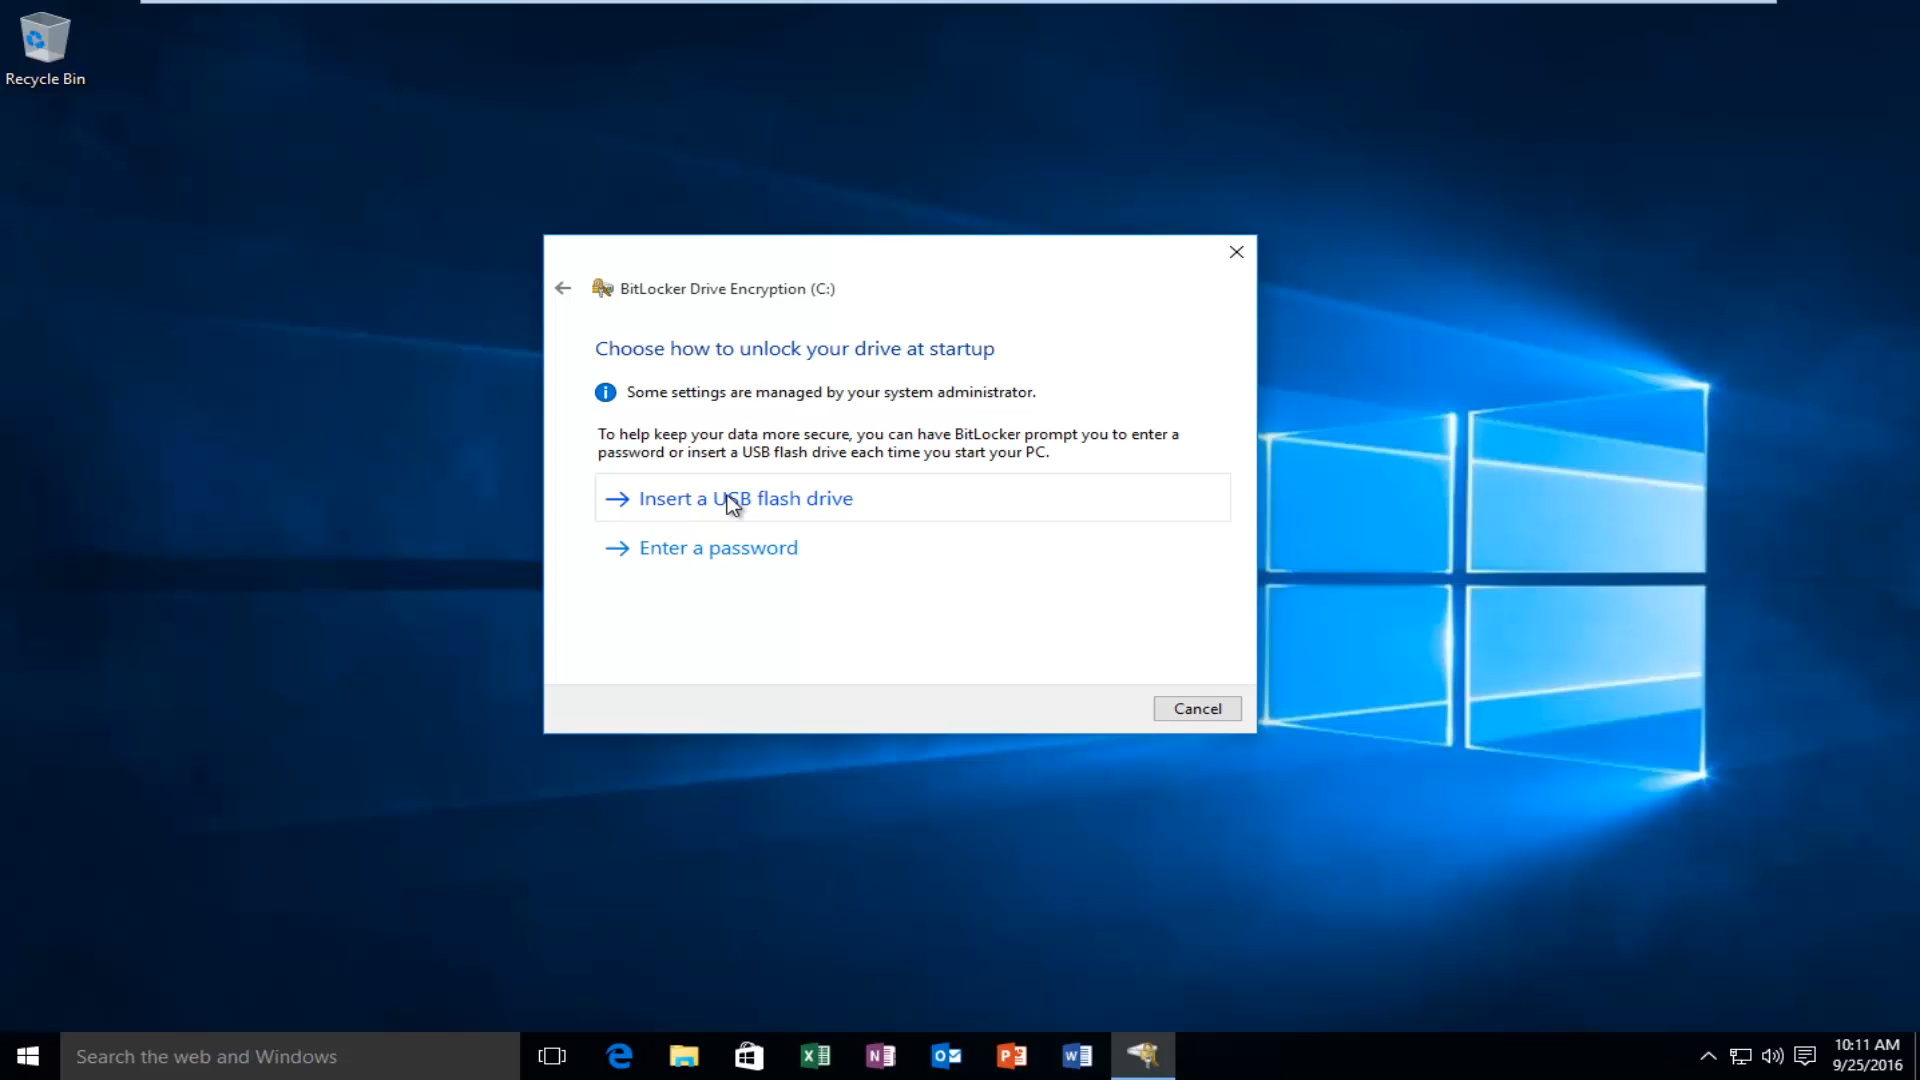 Recycle Bin
BitLocker Drive Encryption (C:)
Choose how to unlock your drive at startup
Some settings are managed by your system administrator.
To help keep your data more secure, you can have BitLocker prompt you to enter a
password or insert a USB flash drive each time you start your PC.
Insert a USB flash drive
Enter a password
Cancel
Search the web and Windows
10:11 AM
9/25/2016